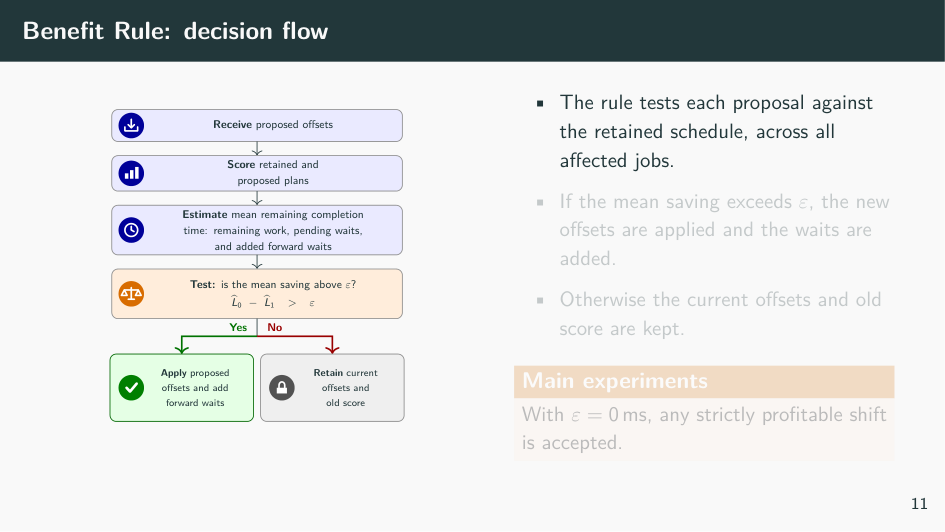 Benefit Rule: decision flow
Receive proposed offsets
Score retained and
proposed plans
Estimate mean remaining completion
time: remaining work, pending waits,
and added forward waits
Test: is the mean saving above ε?
L̂₀ − L̂₁ > ε
Yes No
Apply proposed
offsets and add
forward waits
Retain current
offsets and
old score
▪ The rule tests each proposal against
the retained schedule, across all
affected jobs.
▪ If the mean saving exceeds ε, the new
offsets are applied and the waits are
added.
▪ Otherwise the current offsets and old
score are kept.
Main experiments
With ε = 0 ms, any strictly profitable shift
is accepted.
11